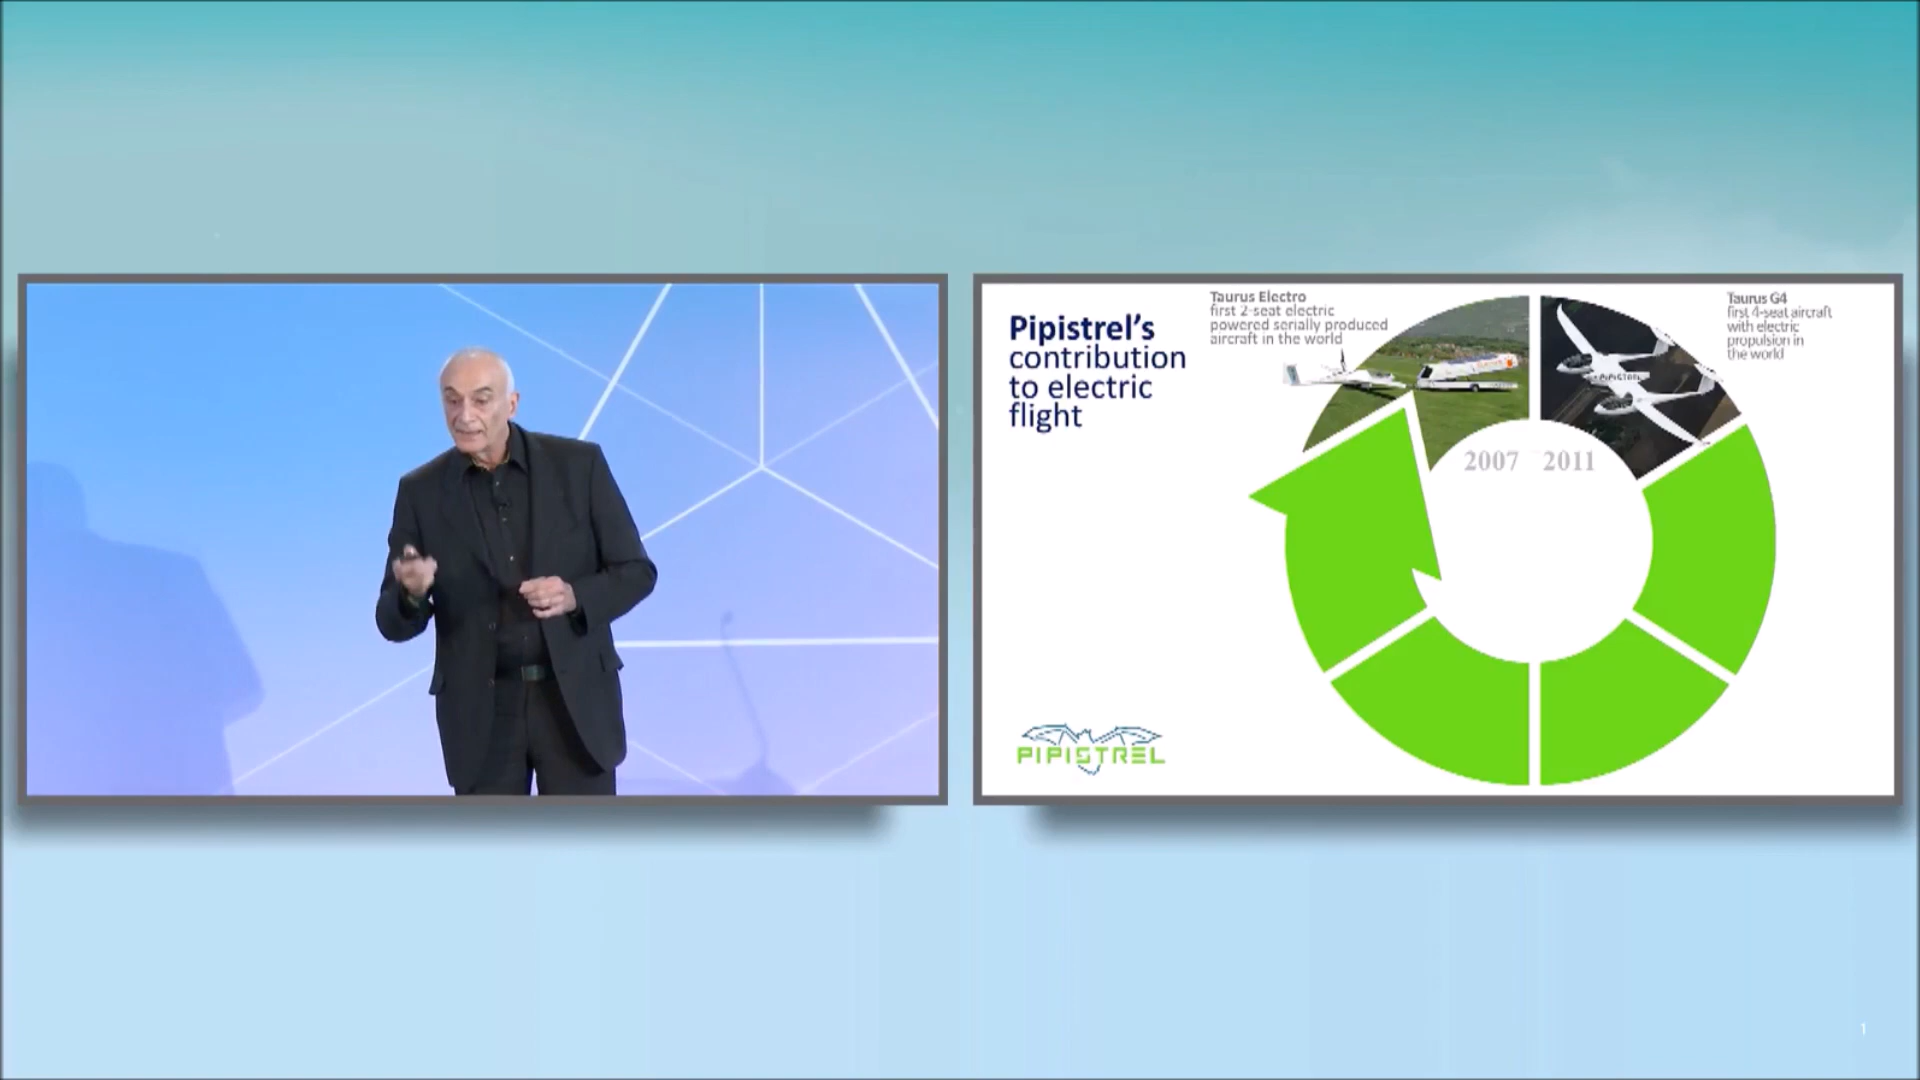 Pipistrel's
contribution
to electric
flight
Taurus Electro
first 2-seat electric
powered serially produced
aircraft in the world
Taurus G4
first 4-seat aircraft
with electric
propulsion in
the world
PIPISTREL
2007 2011
PIPISTREL
1